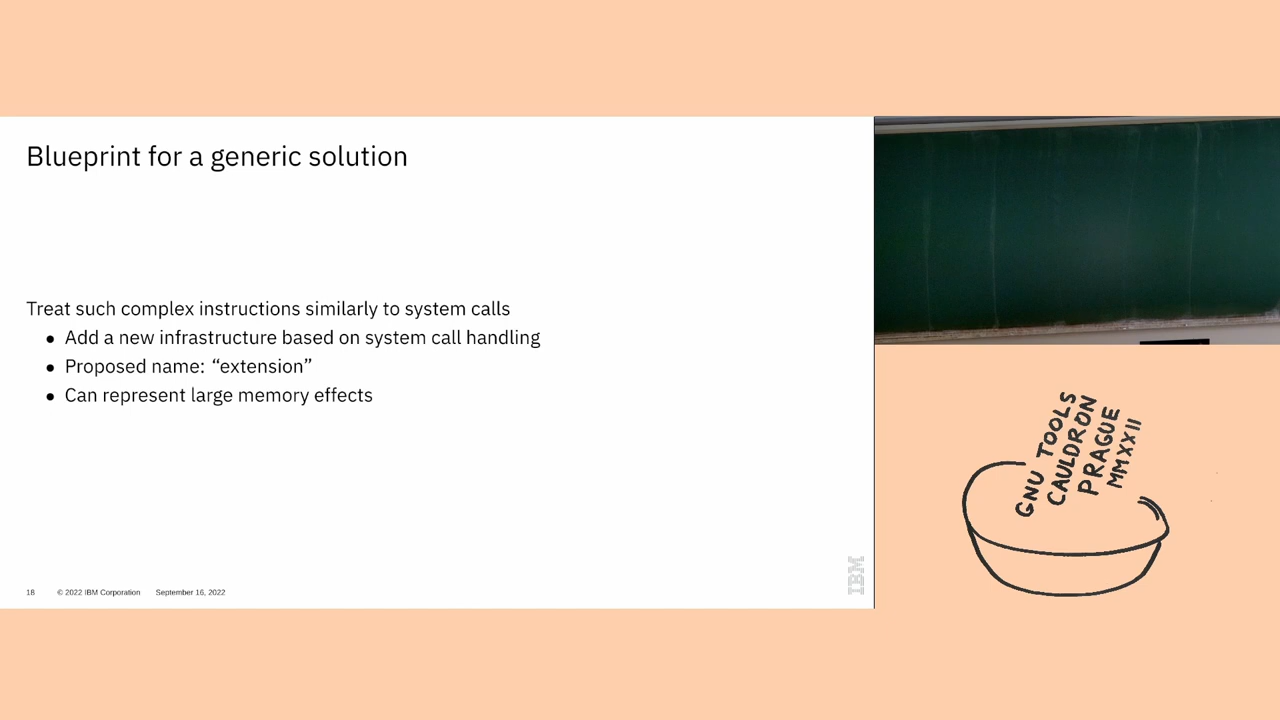 Blueprint for a generic solution
Treat such complex instructions similarly to system calls
● Add a new infrastructure based on system call handling
● Proposed name: “extension”
● Can represent large memory effects
18 © 2022 IBM Corporation September 16, 2022
IBM
GNU TOOLS
CAULDRON
PRAGUE
MMXXII